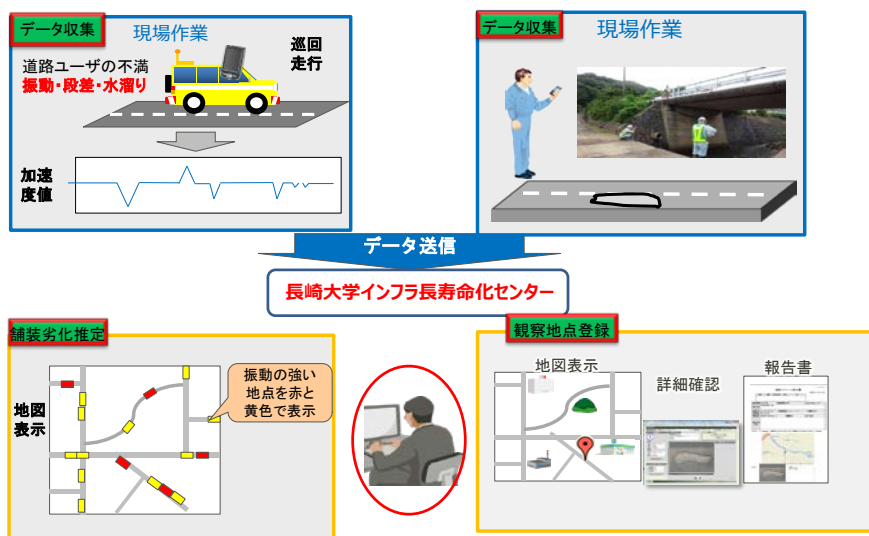 データ収集
現場作業
道路ユーザの不満
振動・段差・水溜り
巡回
走行
加速
度値
データ収集
現場作業
データ送信
長崎大学インフラ長寿命化センター
舗装劣化推定
地図
表示
振動の強い
地点を赤と
黄色で表示
観察地点登録
地図表示
詳細確認
報告書